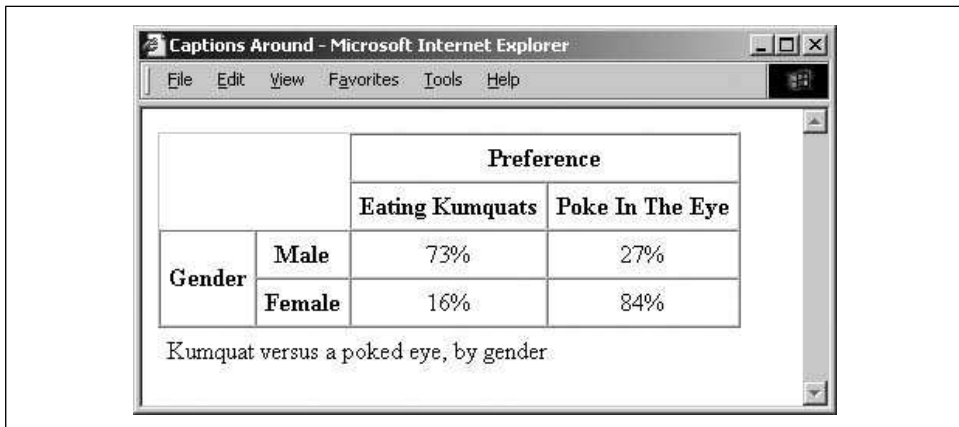 Captions Around - Microsoft Internet Explorer
File Edit View Favorites Tools Help
Preference
Eating Kumquats Poke In The Eye
Gender
Male 73% 27%
Female 16% 84%
Kumquat versus a poked eye, by gender